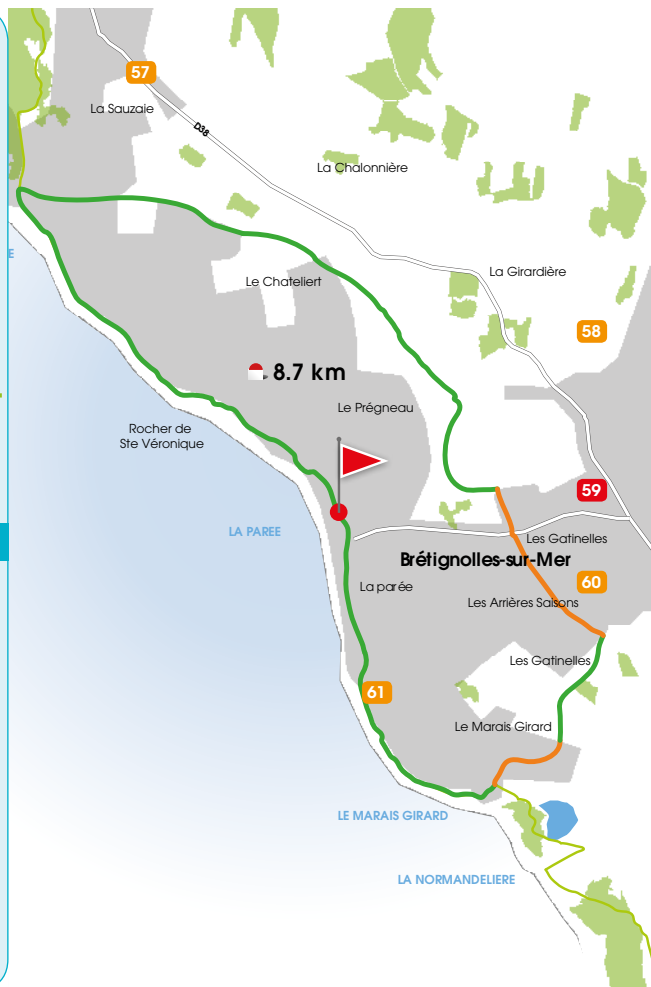 57
La Sauzaie
D38
La Chalonnière
E
La Girardière
Le Chateliert
58
8.7 km
Le Prégneau
Rocher de
Ste Véronique
59
LA PAREE
Les Gatinelles
Brétignolles-sur-Mer
60
La parée
Les Arrières Saisons
Les Gatinelles
61
Le Marais Girard
LE MARAIS GIRARD
LA NORMANDELIERE